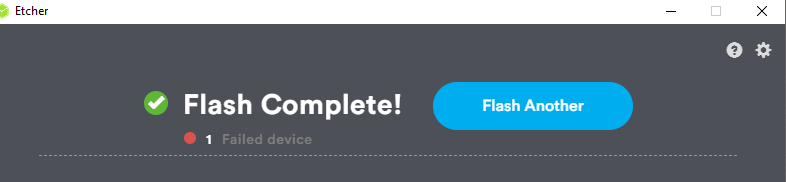 Etcher
Flash Complete!
Flash Another
1 Failed device